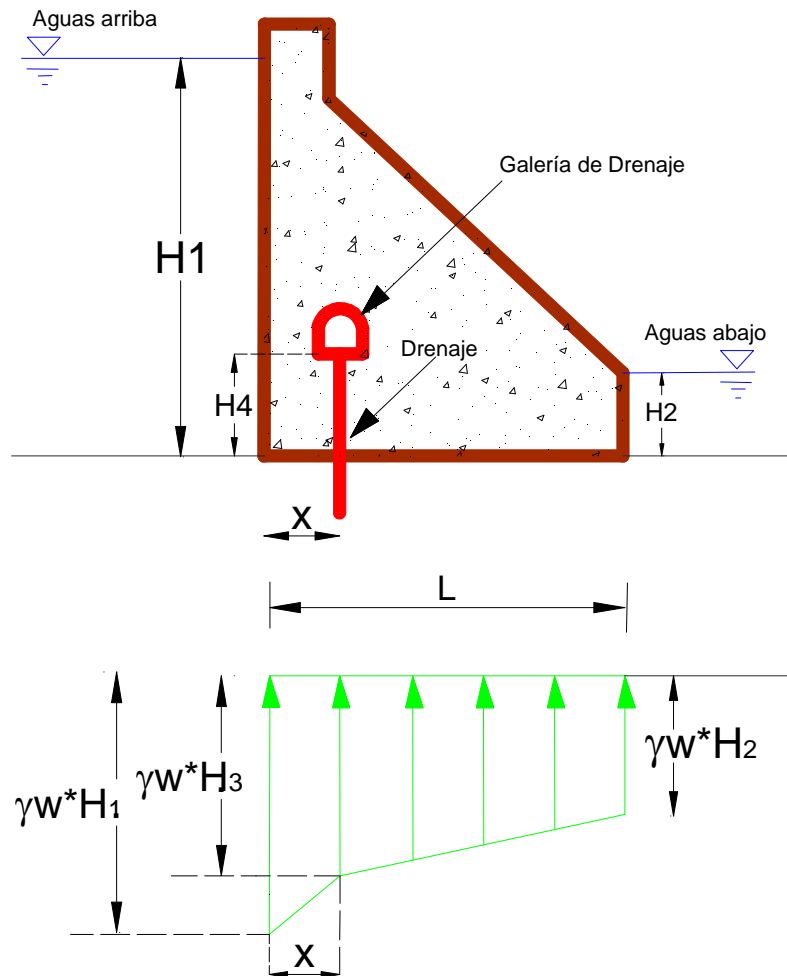 Aguas arriba
Galería de Drenaje
H1
Aguas abajo
Drenaje
H4
H2
X
L
γw*H₁
γw*H₃
γw*H₂
X